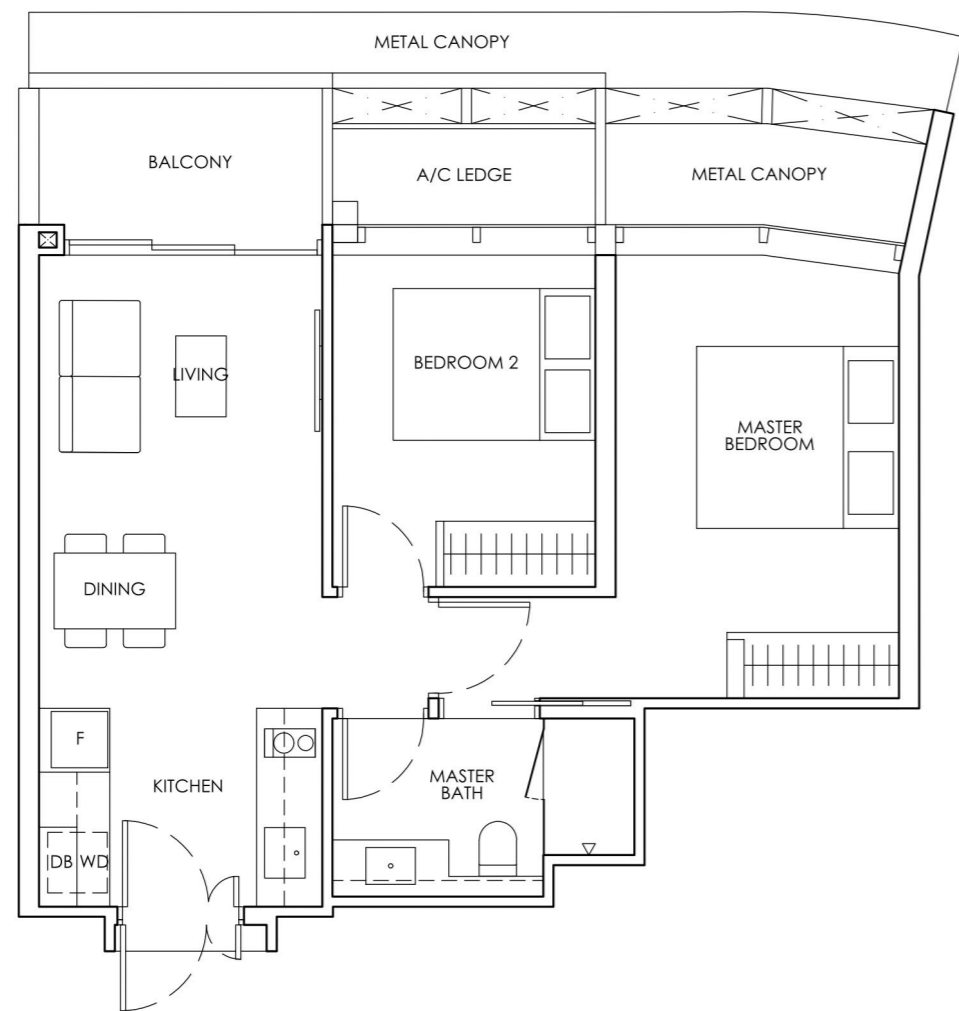 METAL CANOPY
BALCONY
A/C LEDGE
METAL CANOPY
LIVING
BEDROOM 2
MASTER
BEDROOM
DINING
F
KITCHEN
MASTER
BATH
DB WD